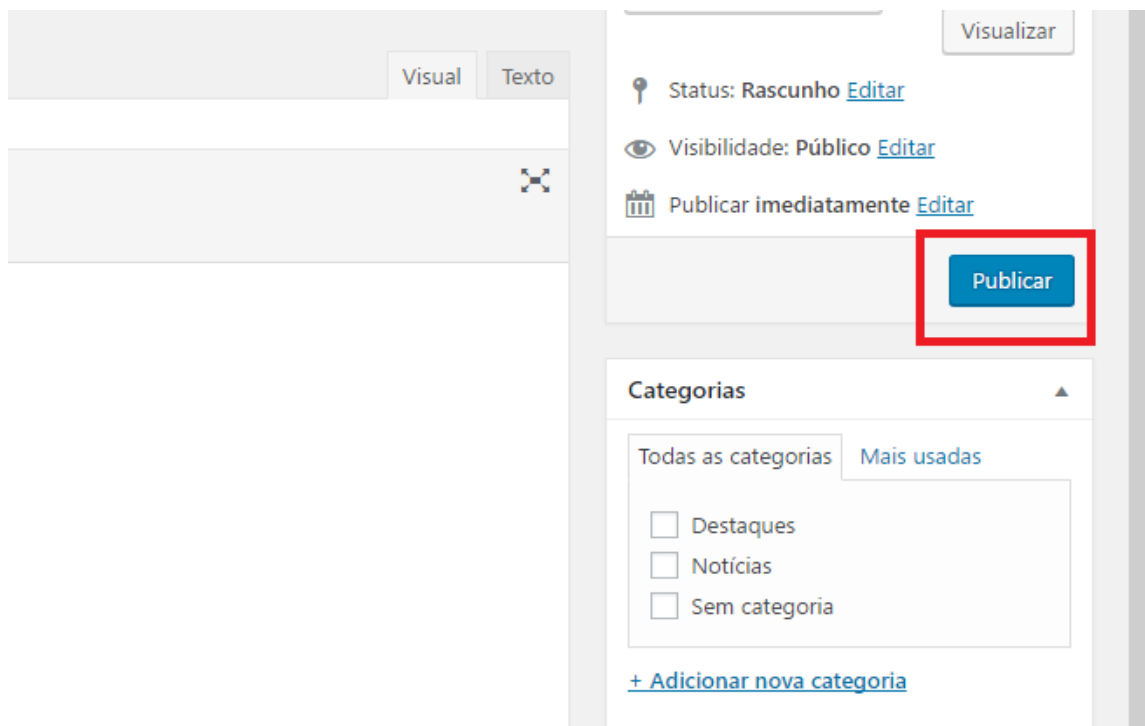 Visualizar
Visual Texto
Status: Rascunho Editar
Visibilidade: Público Editar
Publicar imediatamente Editar
Publicar
Categorias
Todas as categorias Mais usadas
Destaques
Notícias
Sem categoria
+ Adicionar nova categoria